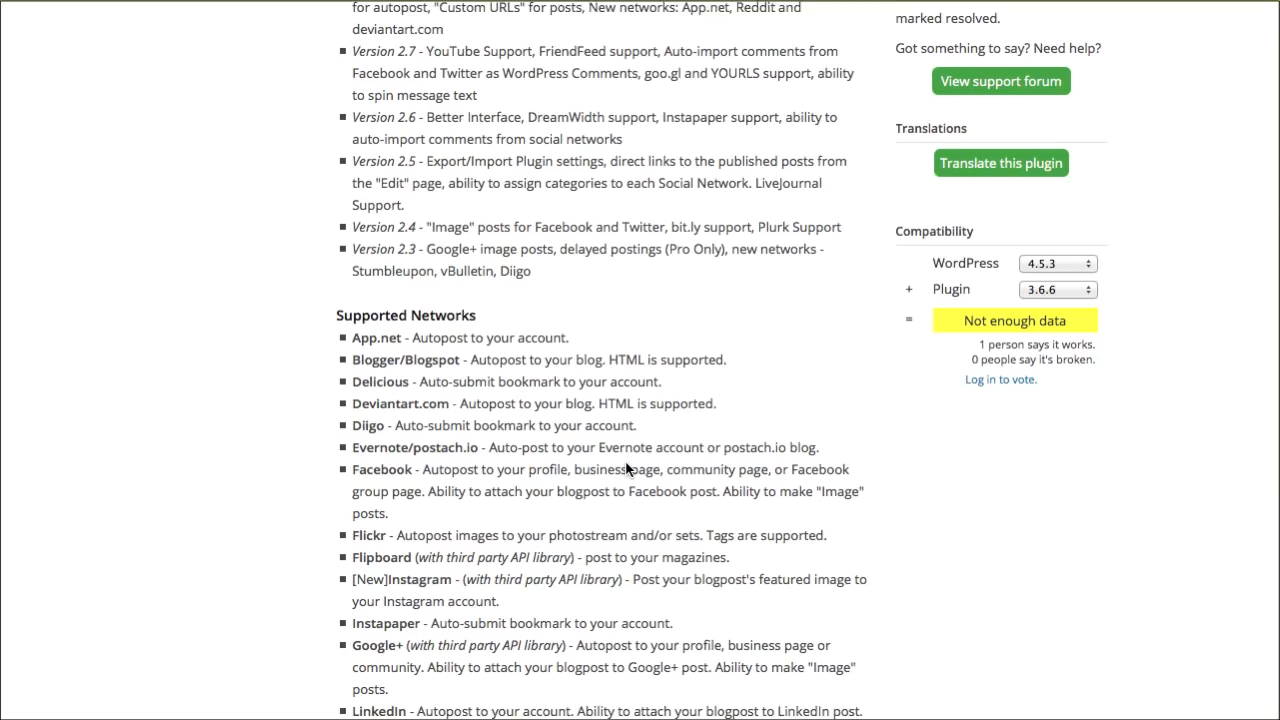 for autopost, "Custom URLs" for posts, New networks: App.net, Reddit and
deviantart.com
Version 2.7 - YouTube Support, FriendFeed support, Auto-import comments from
Facebook and Twitter as WordPress Comments, goo.gl and YOURLS support, ability
to spin message text
Version 2.6 - Better Interface, DreamWidth support, Instapaper support, ability to
auto-import comments from social networks
Version 2.5 - Export/Import Plugin settings, direct links to the published posts from
the "Edit" page, ability to assign categories to each Social Network. LiveJournal
Support.
Version 2.4 - "Image" posts for Facebook and Twitter, bit.ly support, Plurk Support
Version 2.3 - Google+ image posts, delayed postings (Pro Only), new networks -
Stumbleupon, vBulletin, Diigo
Supported Networks
App.net - Autopost to your account.
Blogger/Blogspot - Autopost to your blog. HTML is supported.
Delicious - Auto-submit bookmark to your account.
Deviantart.com - Autopost to your blog. HTML is supported.
Diigo - Auto-submit bookmark to your account.
Evernote/postach.io - Auto-post to your Evernote account or postach.io blog.
Facebook - Autopost to your profile, business page, community page, or Facebook
group page. Ability to attach your blogpost to Facebook post. Ability to make "Image"
posts.
Flickr - Autopost images to your photostream and/or sets. Tags are supported.
Flipboard (with third party API library) - post to your magazines.
[New]Instagram - (with third party API library) - Post your blogpost's featured image to
your Instagram account.
Instapaper - Auto-submit bookmark to your account.
Google+ (with third party API library) - Autopost to your profile, business page or
community. Ability to attach your blogpost to Google+ post. Ability to make "Image"
posts.
LinkedIn - Autopost to your account. Ability to attach your blogpost to LinkedIn post.
marked resolved.
Got something to say? Need help?
View support forum
Translations
Translate this plugin
Compatibility
WordPress 4.5.3
+ Plugin 3.6.6
= Not enough data
1 person says it works.
0 people say it's broken.
Log in to vote.